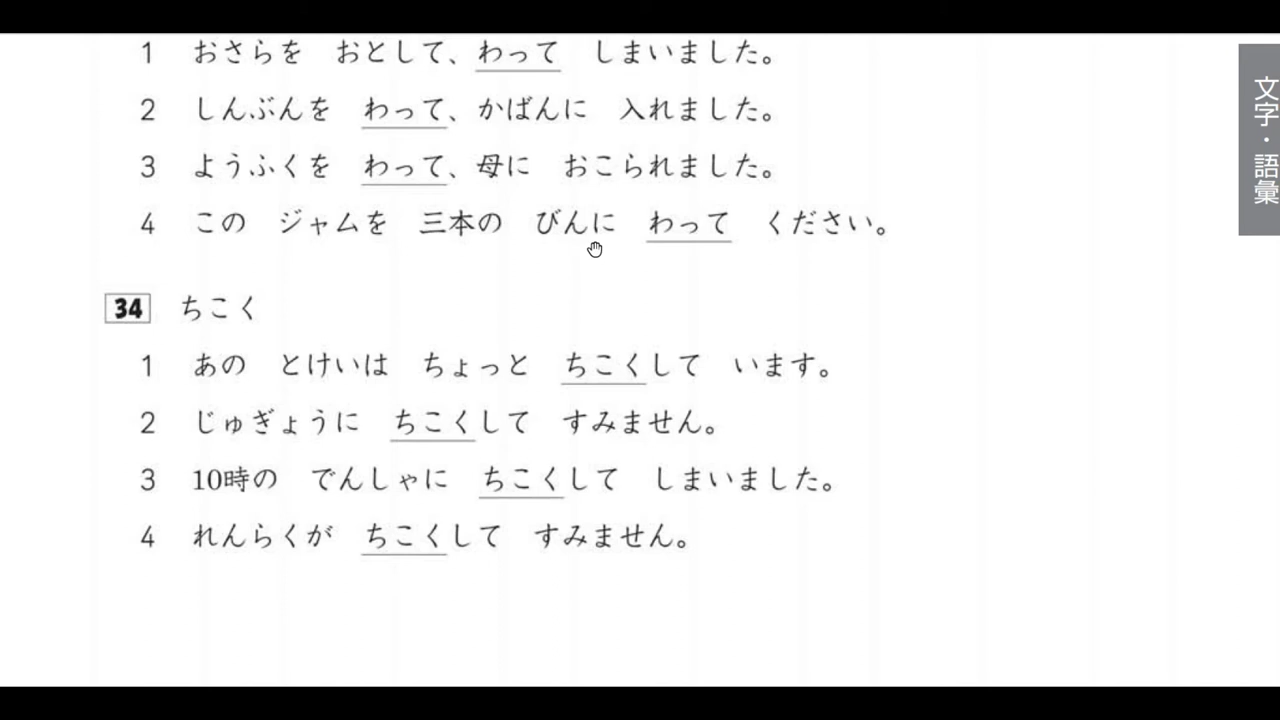 1 おさらを おとして、わって しまいました。
2 しんぶんを わって、かばんに 入れました。
3 ようふくを わって、母に おこられました。
4 この ジャムを 三本の びんに わって ください。
34 ちこく
1 あの とけいは ちょっと ちこくして います。
2 じゅぎょうに ちこくして すみません。
3 10時の でんしゃに ちこくして しまいました。
4 れんらくが ちこくして すみません。
文字・語彙